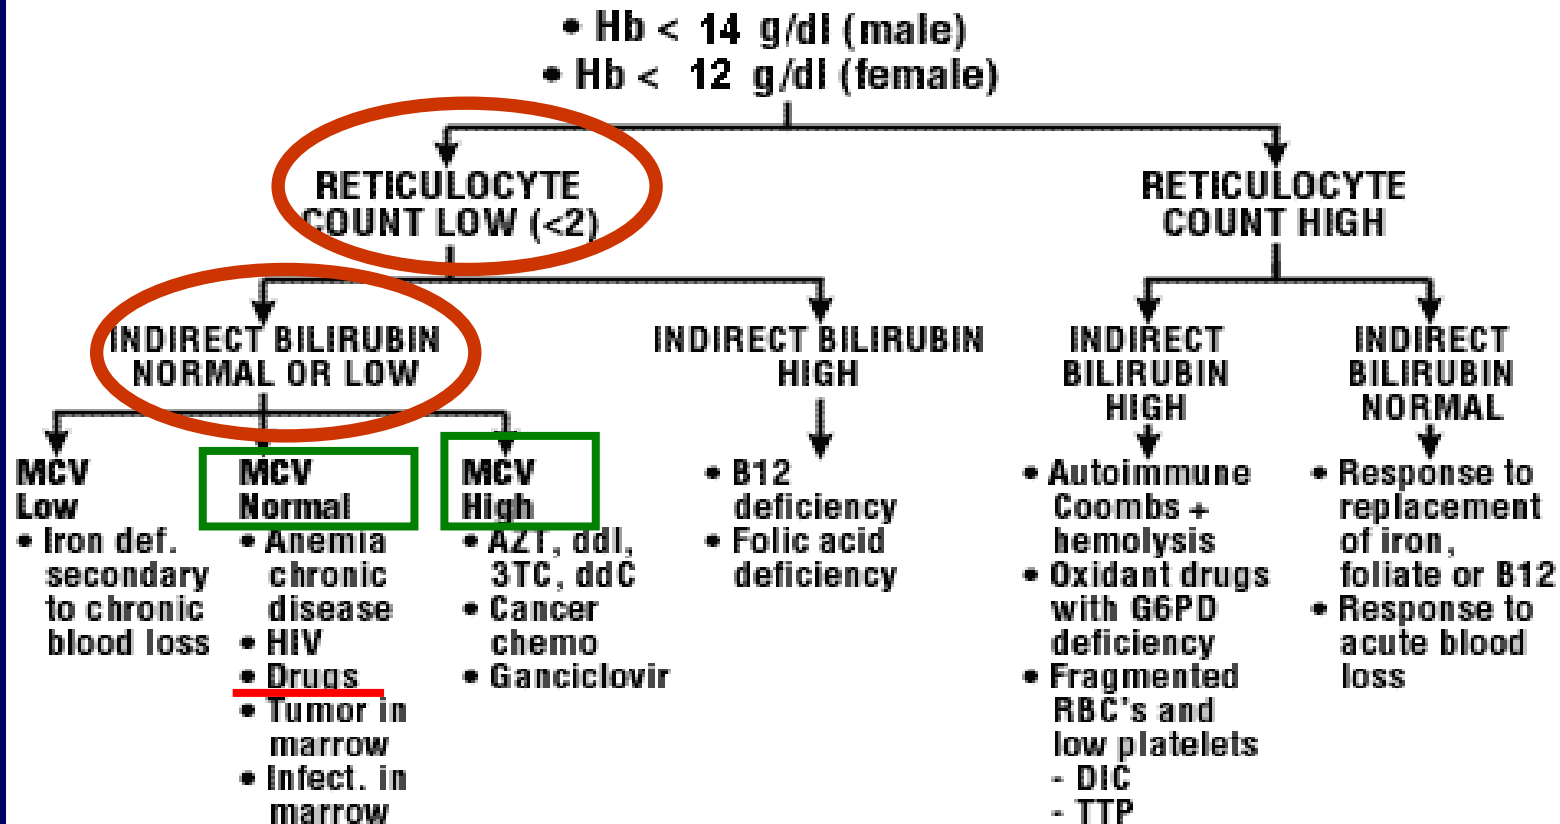 • Hb < 14 g/dl (male)
• Hb < 12 g/dl (female)
RETICULOCYTE
COUNT LOW (<2)
RETICULOCYTE
COUNT HIGH
INDIRECT BILIRUBIN
NORMAL OR LOW
INDIRECT BILIRUBIN
HIGH
INDIRECT
BILIRUBIN
HIGH
INDIRECT
BILIRUBIN
NORMAL
MCV
Low
• Iron def.
secondary
to chronic
blood loss
MCV
Normal
• Anemia
chronic
disease
• HIV
• Drugs
• Tumor in
marrow
• Infect. in
marrow
MCV
High
• AZT, ddI,
3TC, ddC
• Cancer
chemo
• Ganciclovir
• B12
deficiency
• Folic acid
deficiency
• Autoimmune
Coombs +
hemolysis
• Oxidant drugs
with G6PD
deficiency
• Fragmented
RBC's and
low platelets
- DIC
- TTP
• Response to
replacement
of iron,
foliate or B12
• Response to
acute blood
loss